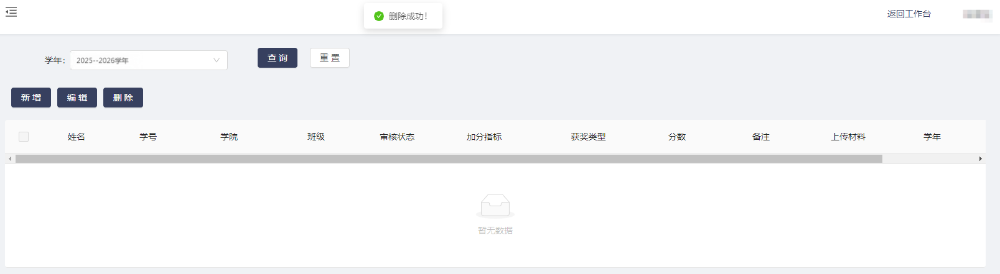 删除成功！
返回工作台
学年： 2025--2026学年 查 询 重 置
新 增 编 辑 删 除
姓名 学号 学院 班级 审核状态 加分指标 获奖类型 分数 备注 上传材料 学年
暂无数据